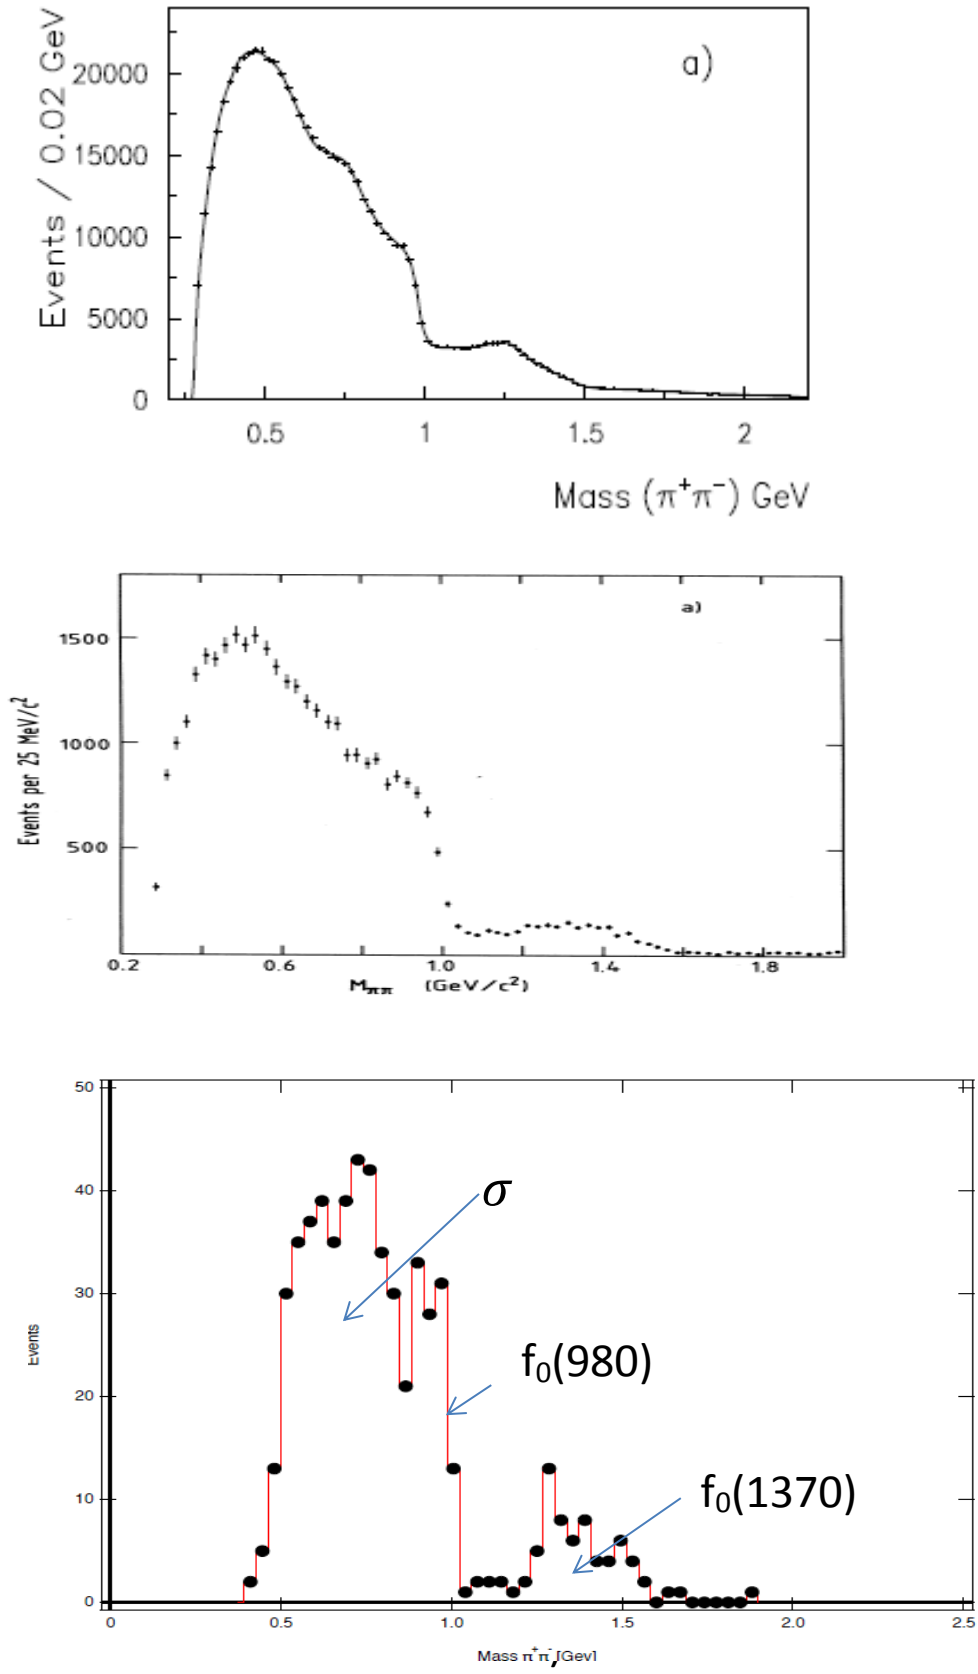 a)
Events / 0.02 GeV
20000
15000
10000
5000
0
0.5 1 1.5 2
Mass (π⁺π⁻) GeV
a)
Events per 25 MeV/c²
1500
1000
500
0.2 0.6 1.0 1.4 1.8
Mππ (GeV/c²)
50
40
30
20
10
0
Events
σ
f₀(980)
f₀(1370)
0 0.5 1.0 1.5 2.0 2.5
Mass π⁺π⁻,[Gev]